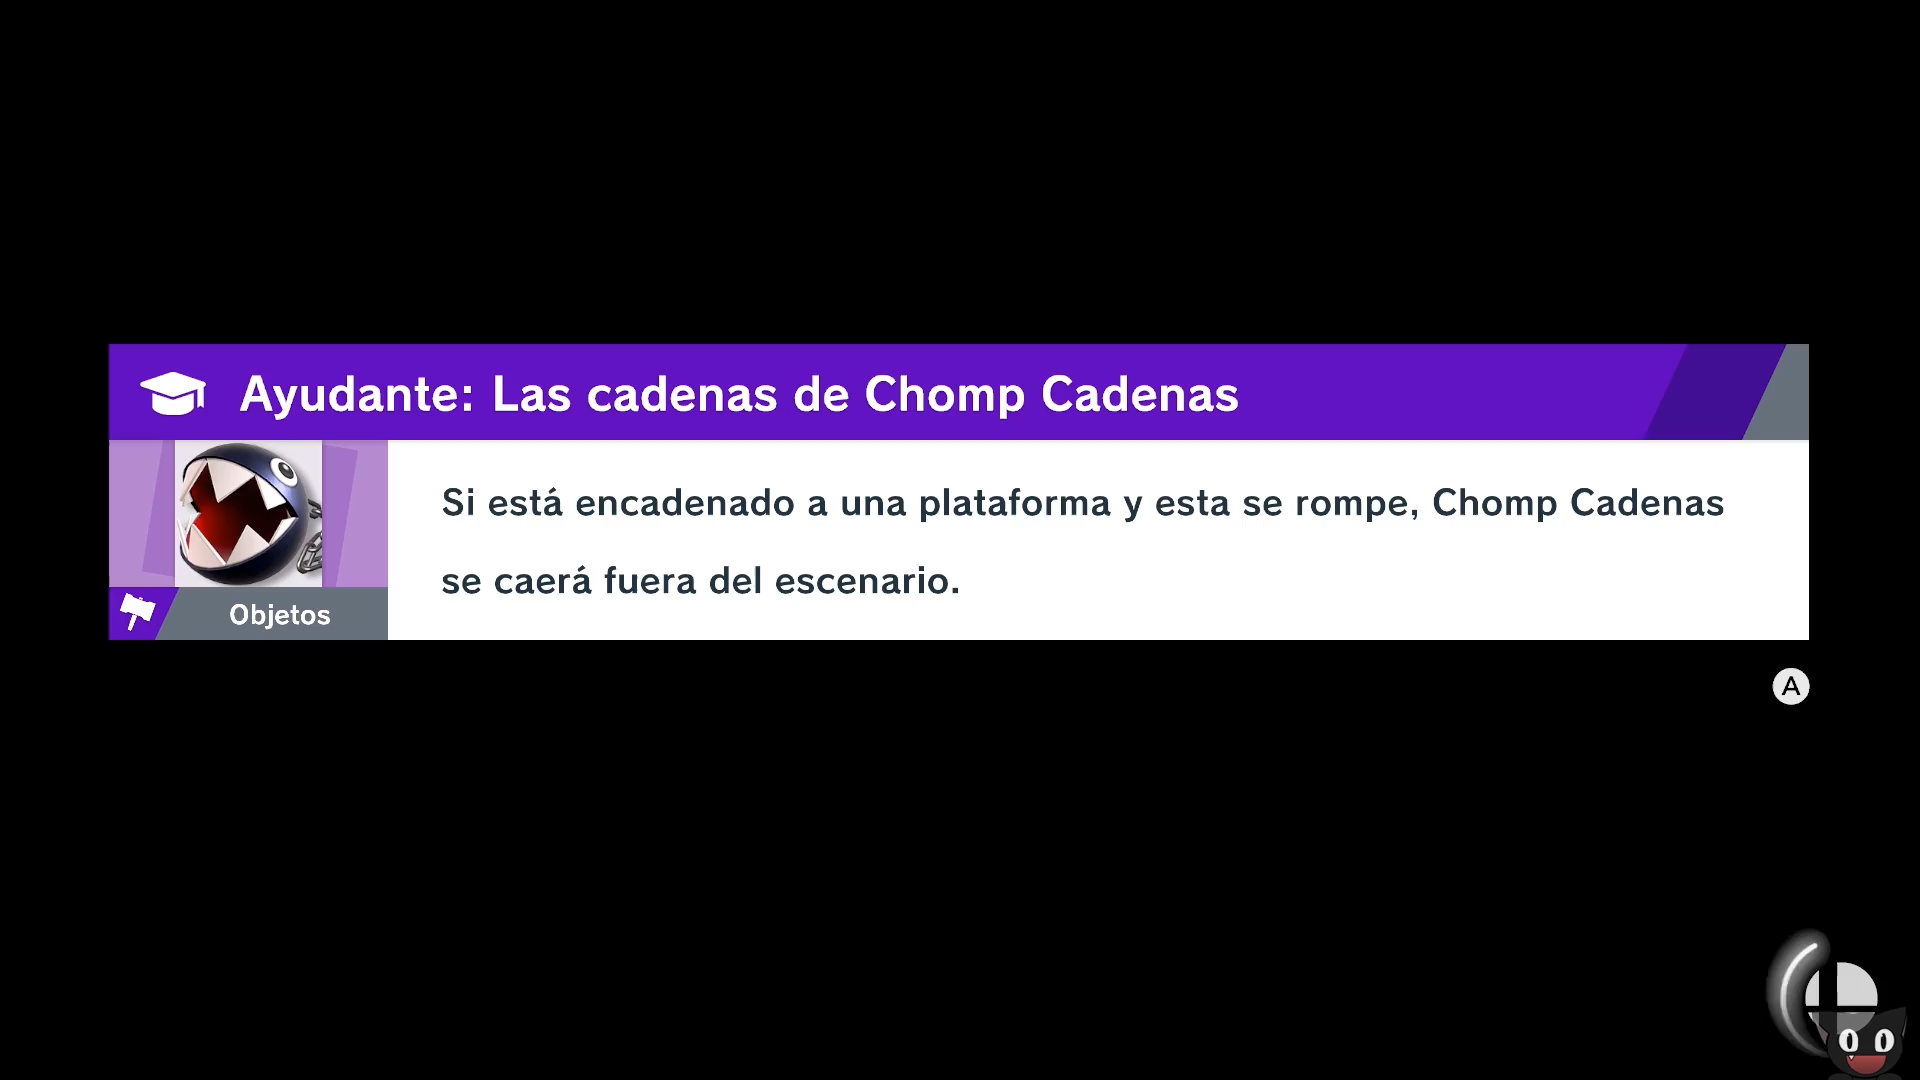 Ayudante: Las cadenas de Chomp Cadenas
Si está encadenado a una plataforma y esta se rompe, Chomp Cadenas
se caerá fuera del escenario.
Objetos
A